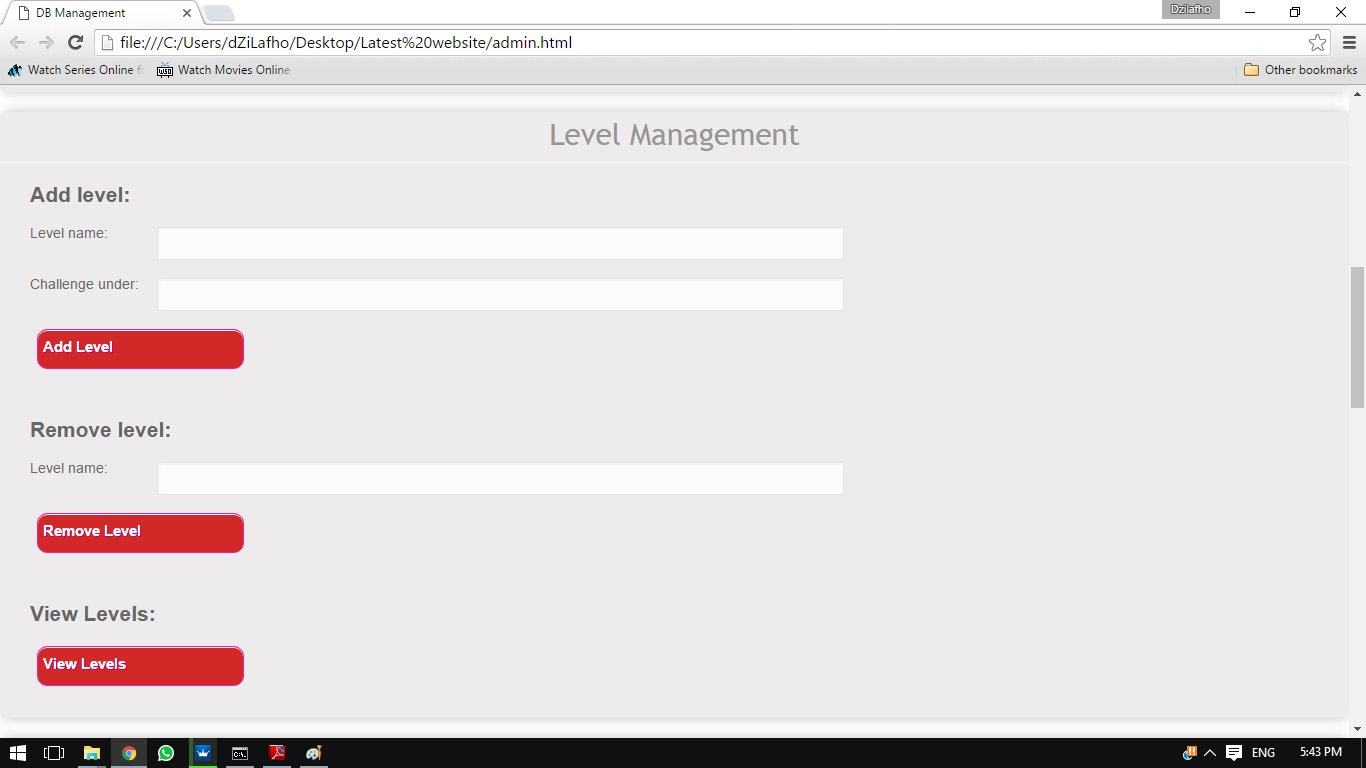 DB Management
Dzilafho
file:///C:/Users/dZiLafho/Desktop/Latest%20website/admin.html
Watch Series Online f
Watch Movies Online
Other bookmarks
Level Management
Add level:
Level name:
Challenge under:
Add Level
Remove level:
Level name:
Remove Level
View Levels:
View Levels
ENG
5:43 PM